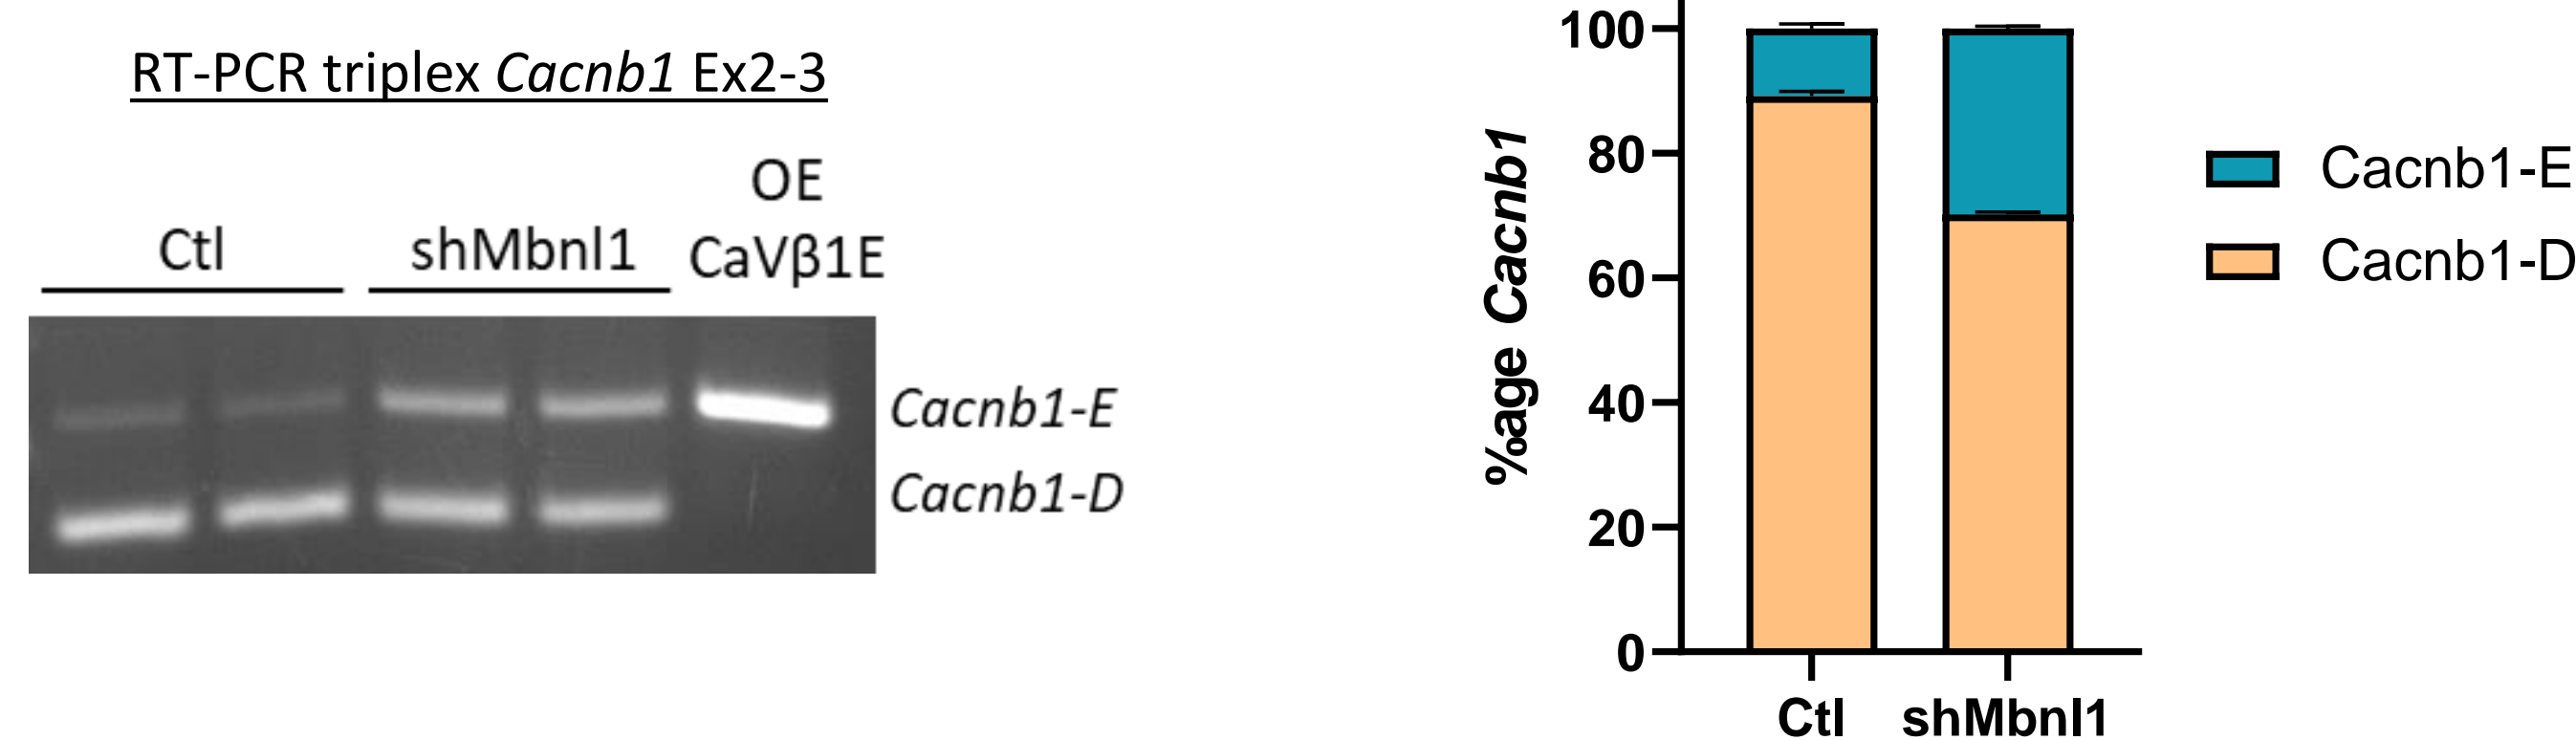 RT-PCR triplex Cacnb1 Ex2-3
OE
Ctl shMbnl1 CaVβ1E
Cacnb1-E
Cacnb1-D
%age Cacnb1
100
80
60
40
20
0
Ctl shMbnl1
Cacnb1-E
Cacnb1-D